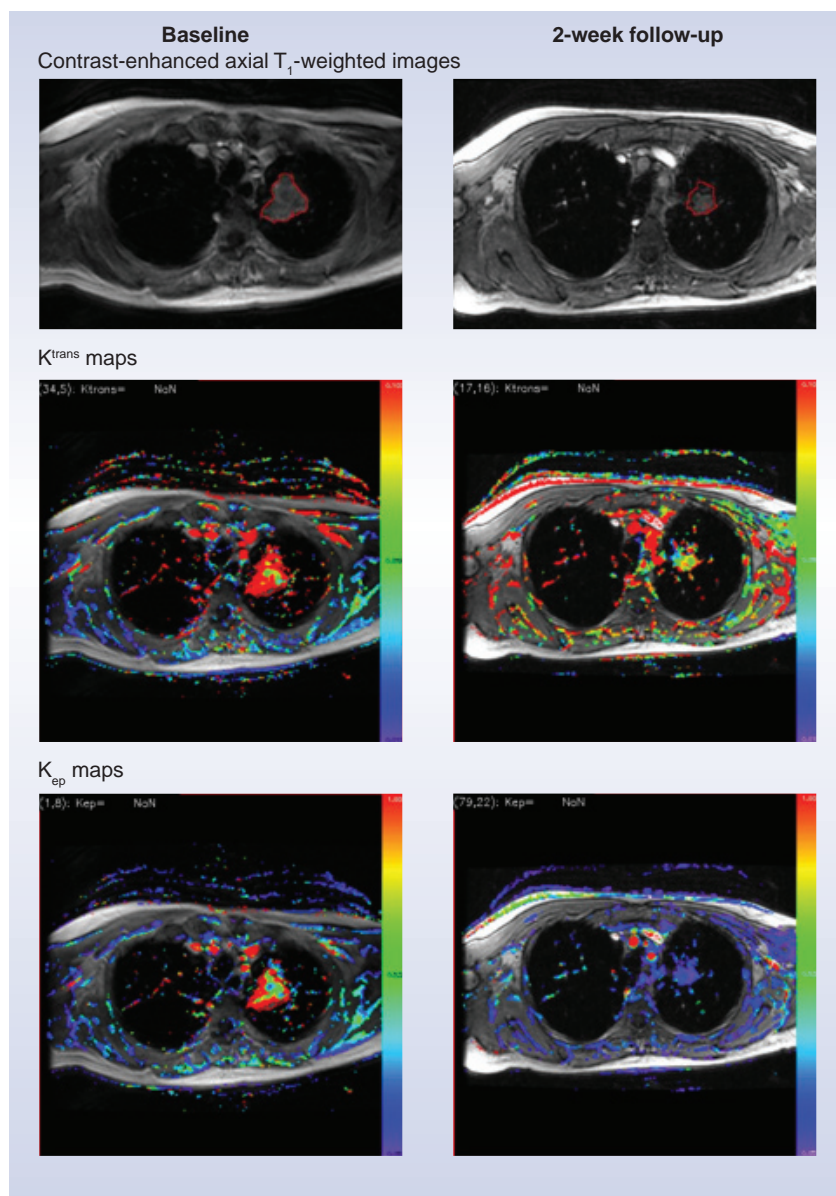 Baseline 2-week follow-up
Contrast-enhanced axial T₁-weighted images
Kᵗʳᵃⁿˢ maps
(34,5): Ktrans= NaN
(17,16): Ktrans= NaN
Kₑₚ maps
(1,8): Kep= NaN
(79,22): Kep= NaN